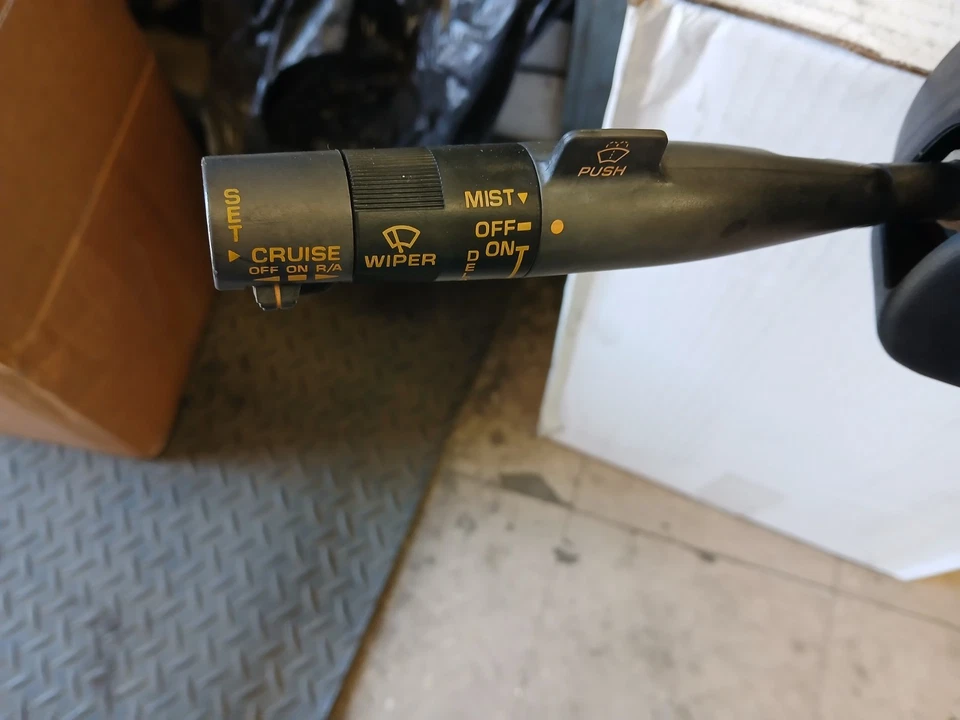 SET
CRUISE
OFF ON R/A
WIPER
MIST
OFF
ON
PUSH